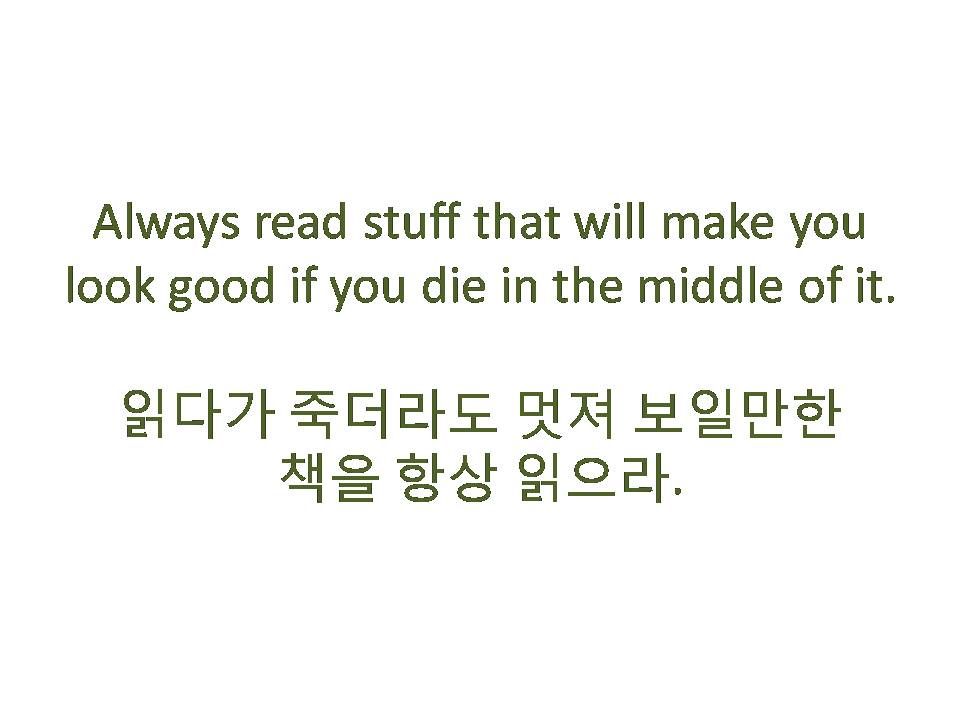 Always read stuff that will make you
look good if you die in the middle of it.
읽다가 죽더라도 멋져 보일만한
책을 항상 읽으라.